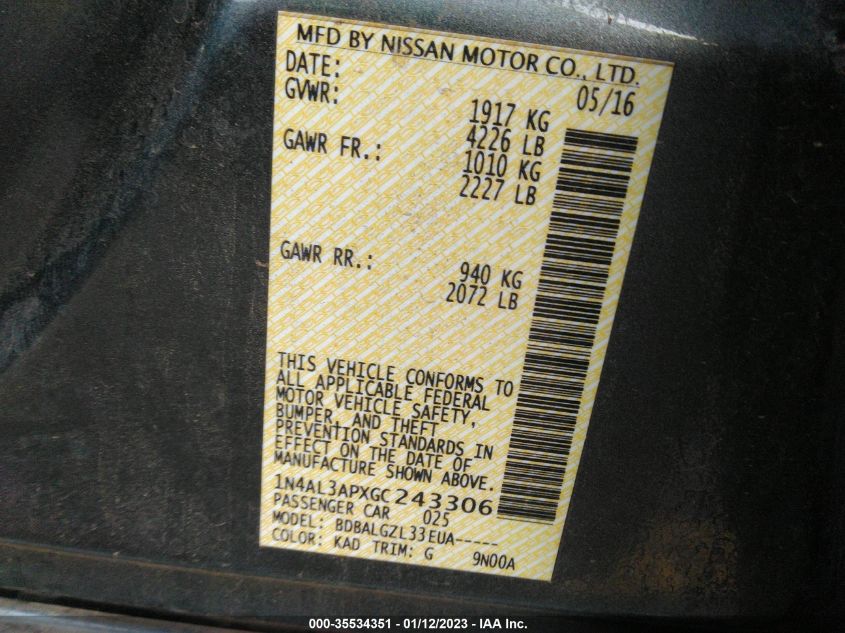 MFD BY NISSAN MOTOR CO., LTD.
DATE: 05/16
GVWR: 1917 KG
4226 LB
GAWR FR.: 1010 KG
2227 LB
GAWR RR.: 940 KG
2072 LB
THIS VEHICLE CONFORMS TO
ALL APPLICABLE FEDERAL
MOTOR VEHICLE SAFETY,
BUMPER, AND THEFT
PREVENTION STANDARDS IN
EFFECT ON THE DATE OF
MANUFACTURE SHOWN ABOVE.
1N4AL3APXGC243306
PASSENGER CAR 025
MODEL: BDBALGZL33EUA-----
COLOR: KAD TRIM: G 9N00A
000-35534351 - 01/12/2023 - IAA Inc.